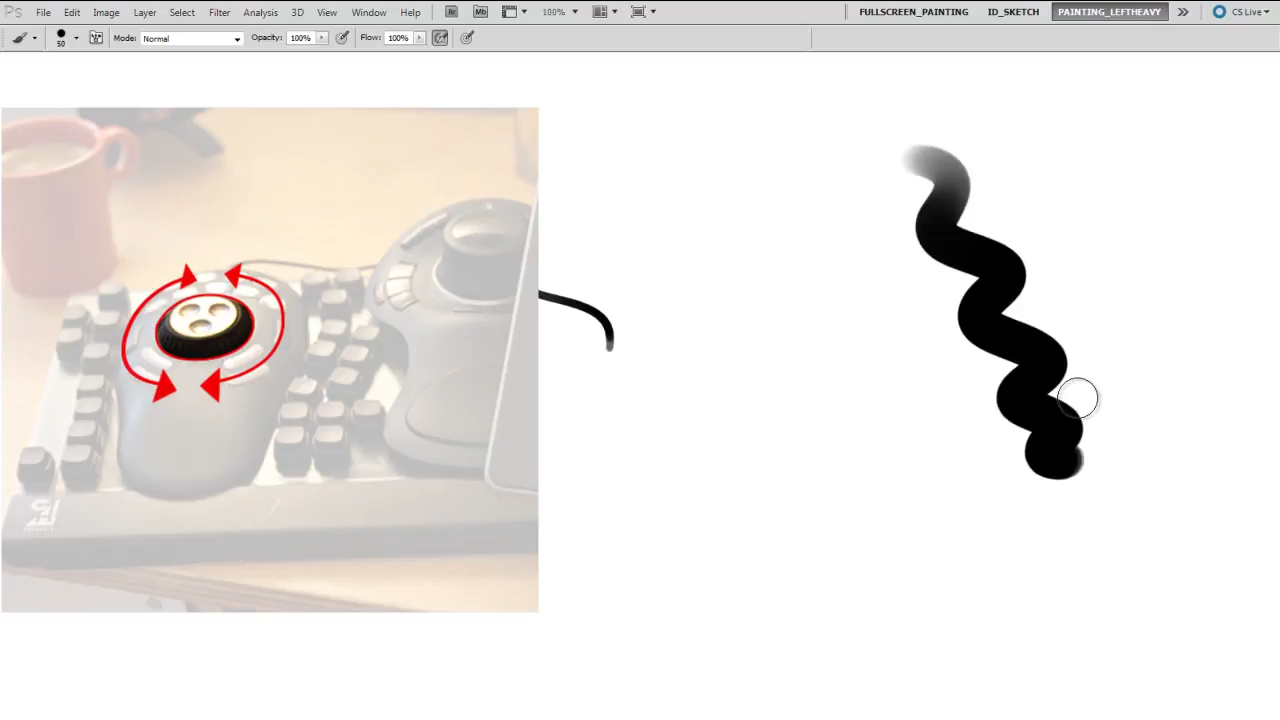 Ps File Edit Image Layer Select Filter Analysis 3D View Window Help Br Mb 100% FULLSCREEN_PAINTING ID_SKETCH PAINTING_LEFTHEAVY >> CS Live
50 Mode: Normal Opacity: 100% Flow: 100%